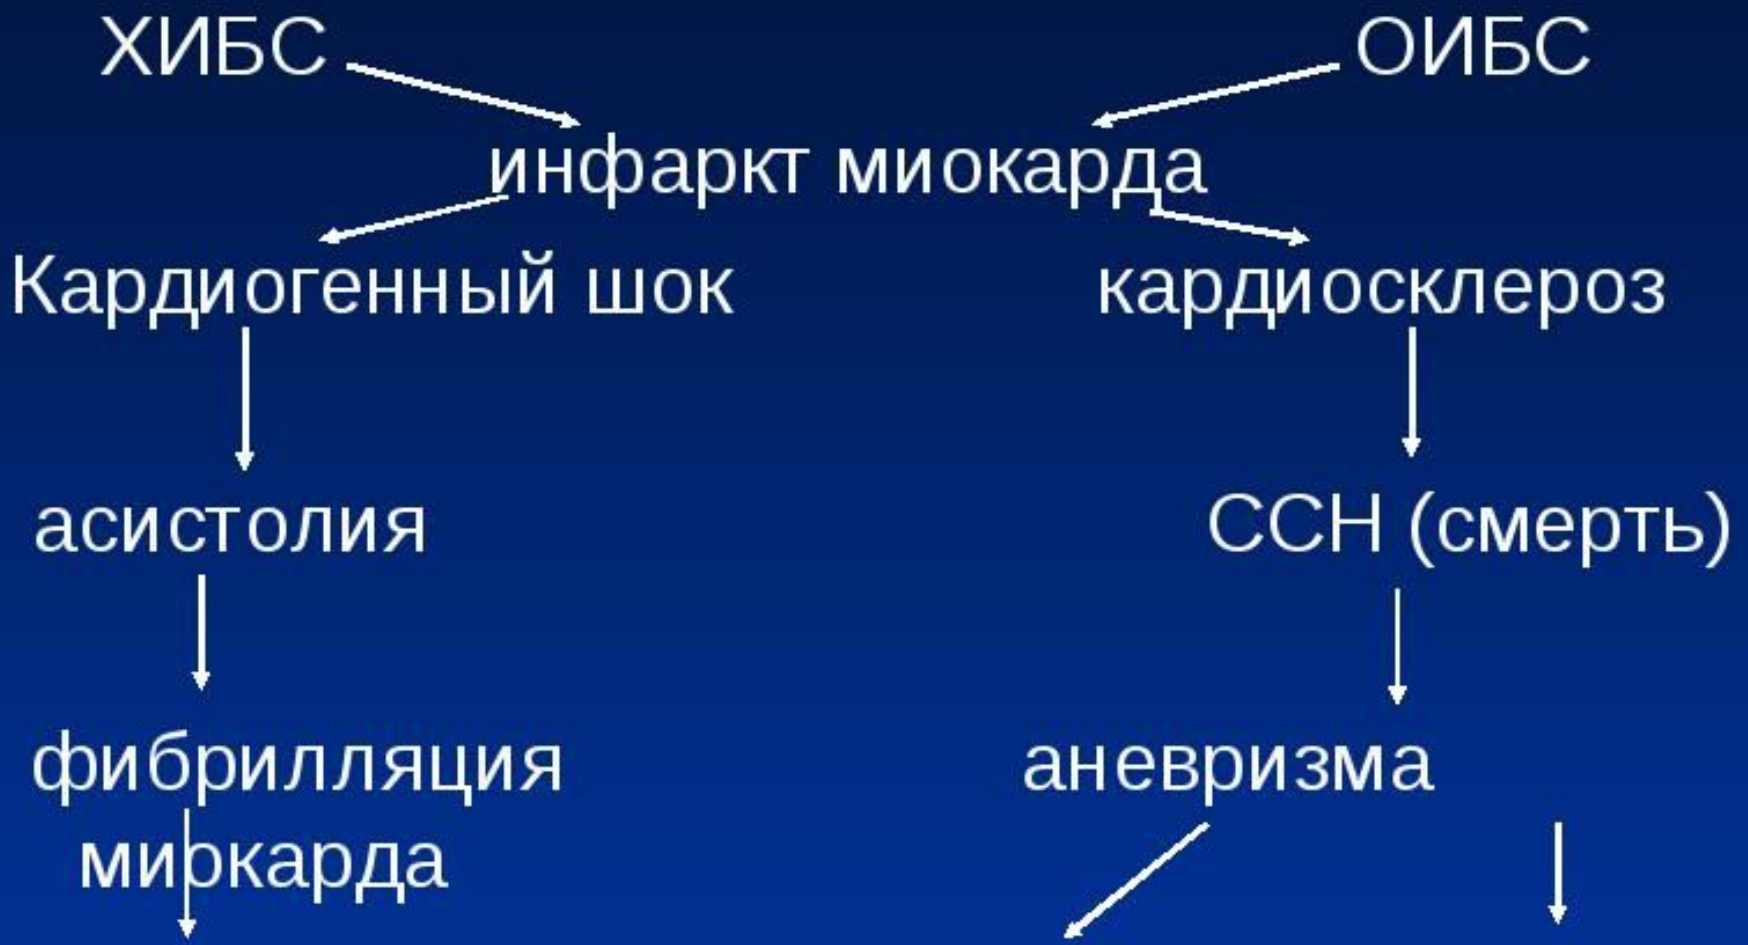 ХИБС ОИБС
инфаркт миокарда
Кардиогенный шок кардиосклероз
асистолия ССН (смерть)
фибрилляция аневризма
миокарда